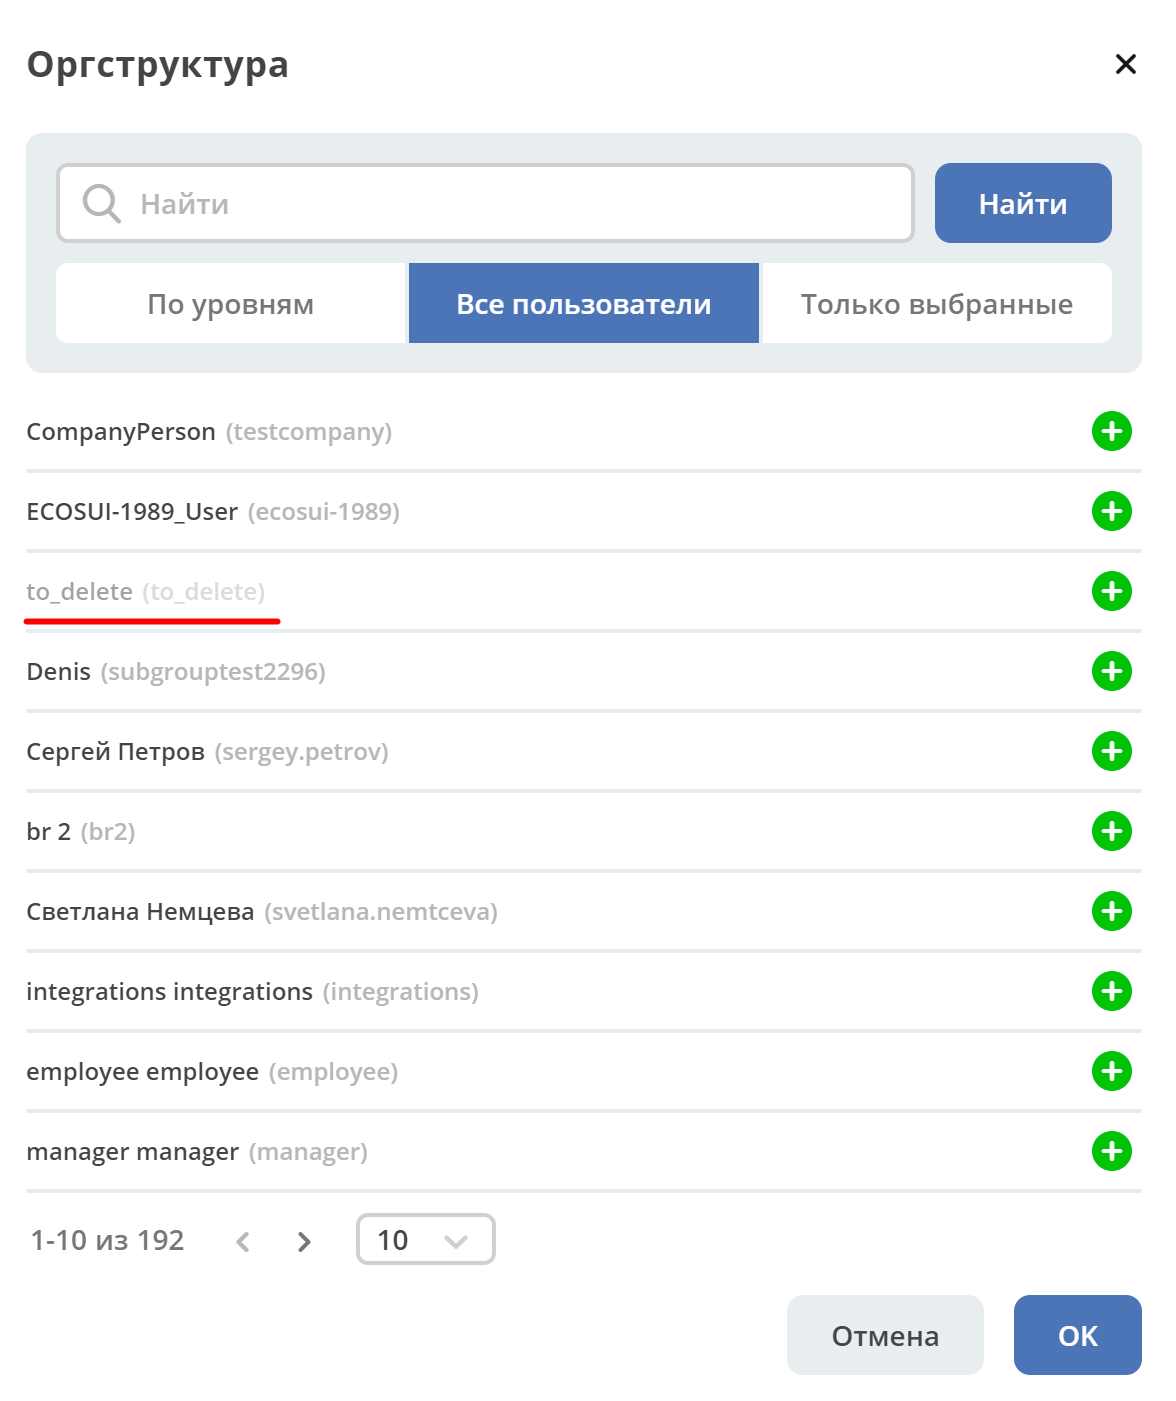 Оргструктура
Найти
Найти
По уровням
Все пользователи
Только выбранные
CompanyPerson (testcompany)
ECOSUI-1989_User (ecosui-1989)
to_delete (to_delete)
Denis (subgrouptest2296)
Сергей Петров (sergey.petrov)
br 2 (br2)
Светлана Немцева (svetlana.nemtceva)
integrations integrations (integrations)
employee employee (employee)
manager manager (manager)
1-10 из 192
10
Отмена
OK